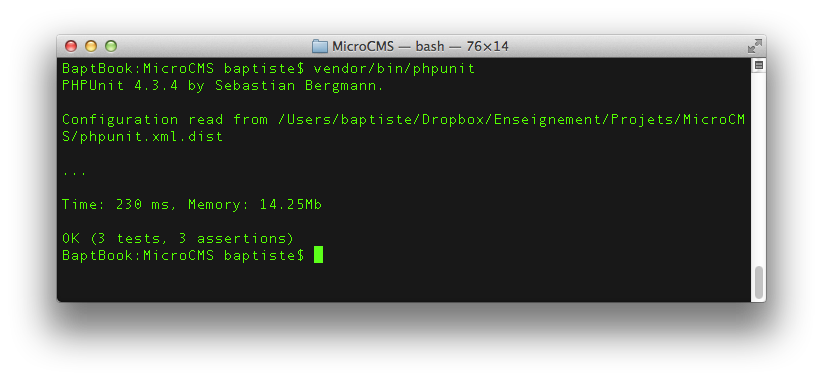 MicroCMS — bash — 76×14
BaptBook:MicroCMS baptiste$ vendor/bin/phpunit
PHPUnit 4.3.4 by Sebastian Bergmann.
Configuration read from /Users/baptiste/Dropbox/Enseignement/Projets/MicroCM
S/phpunit.xml.dist
...
Time: 230 ms, Memory: 14.25Mb
OK (3 tests, 3 assertions)
BaptBook:MicroCMS baptiste$